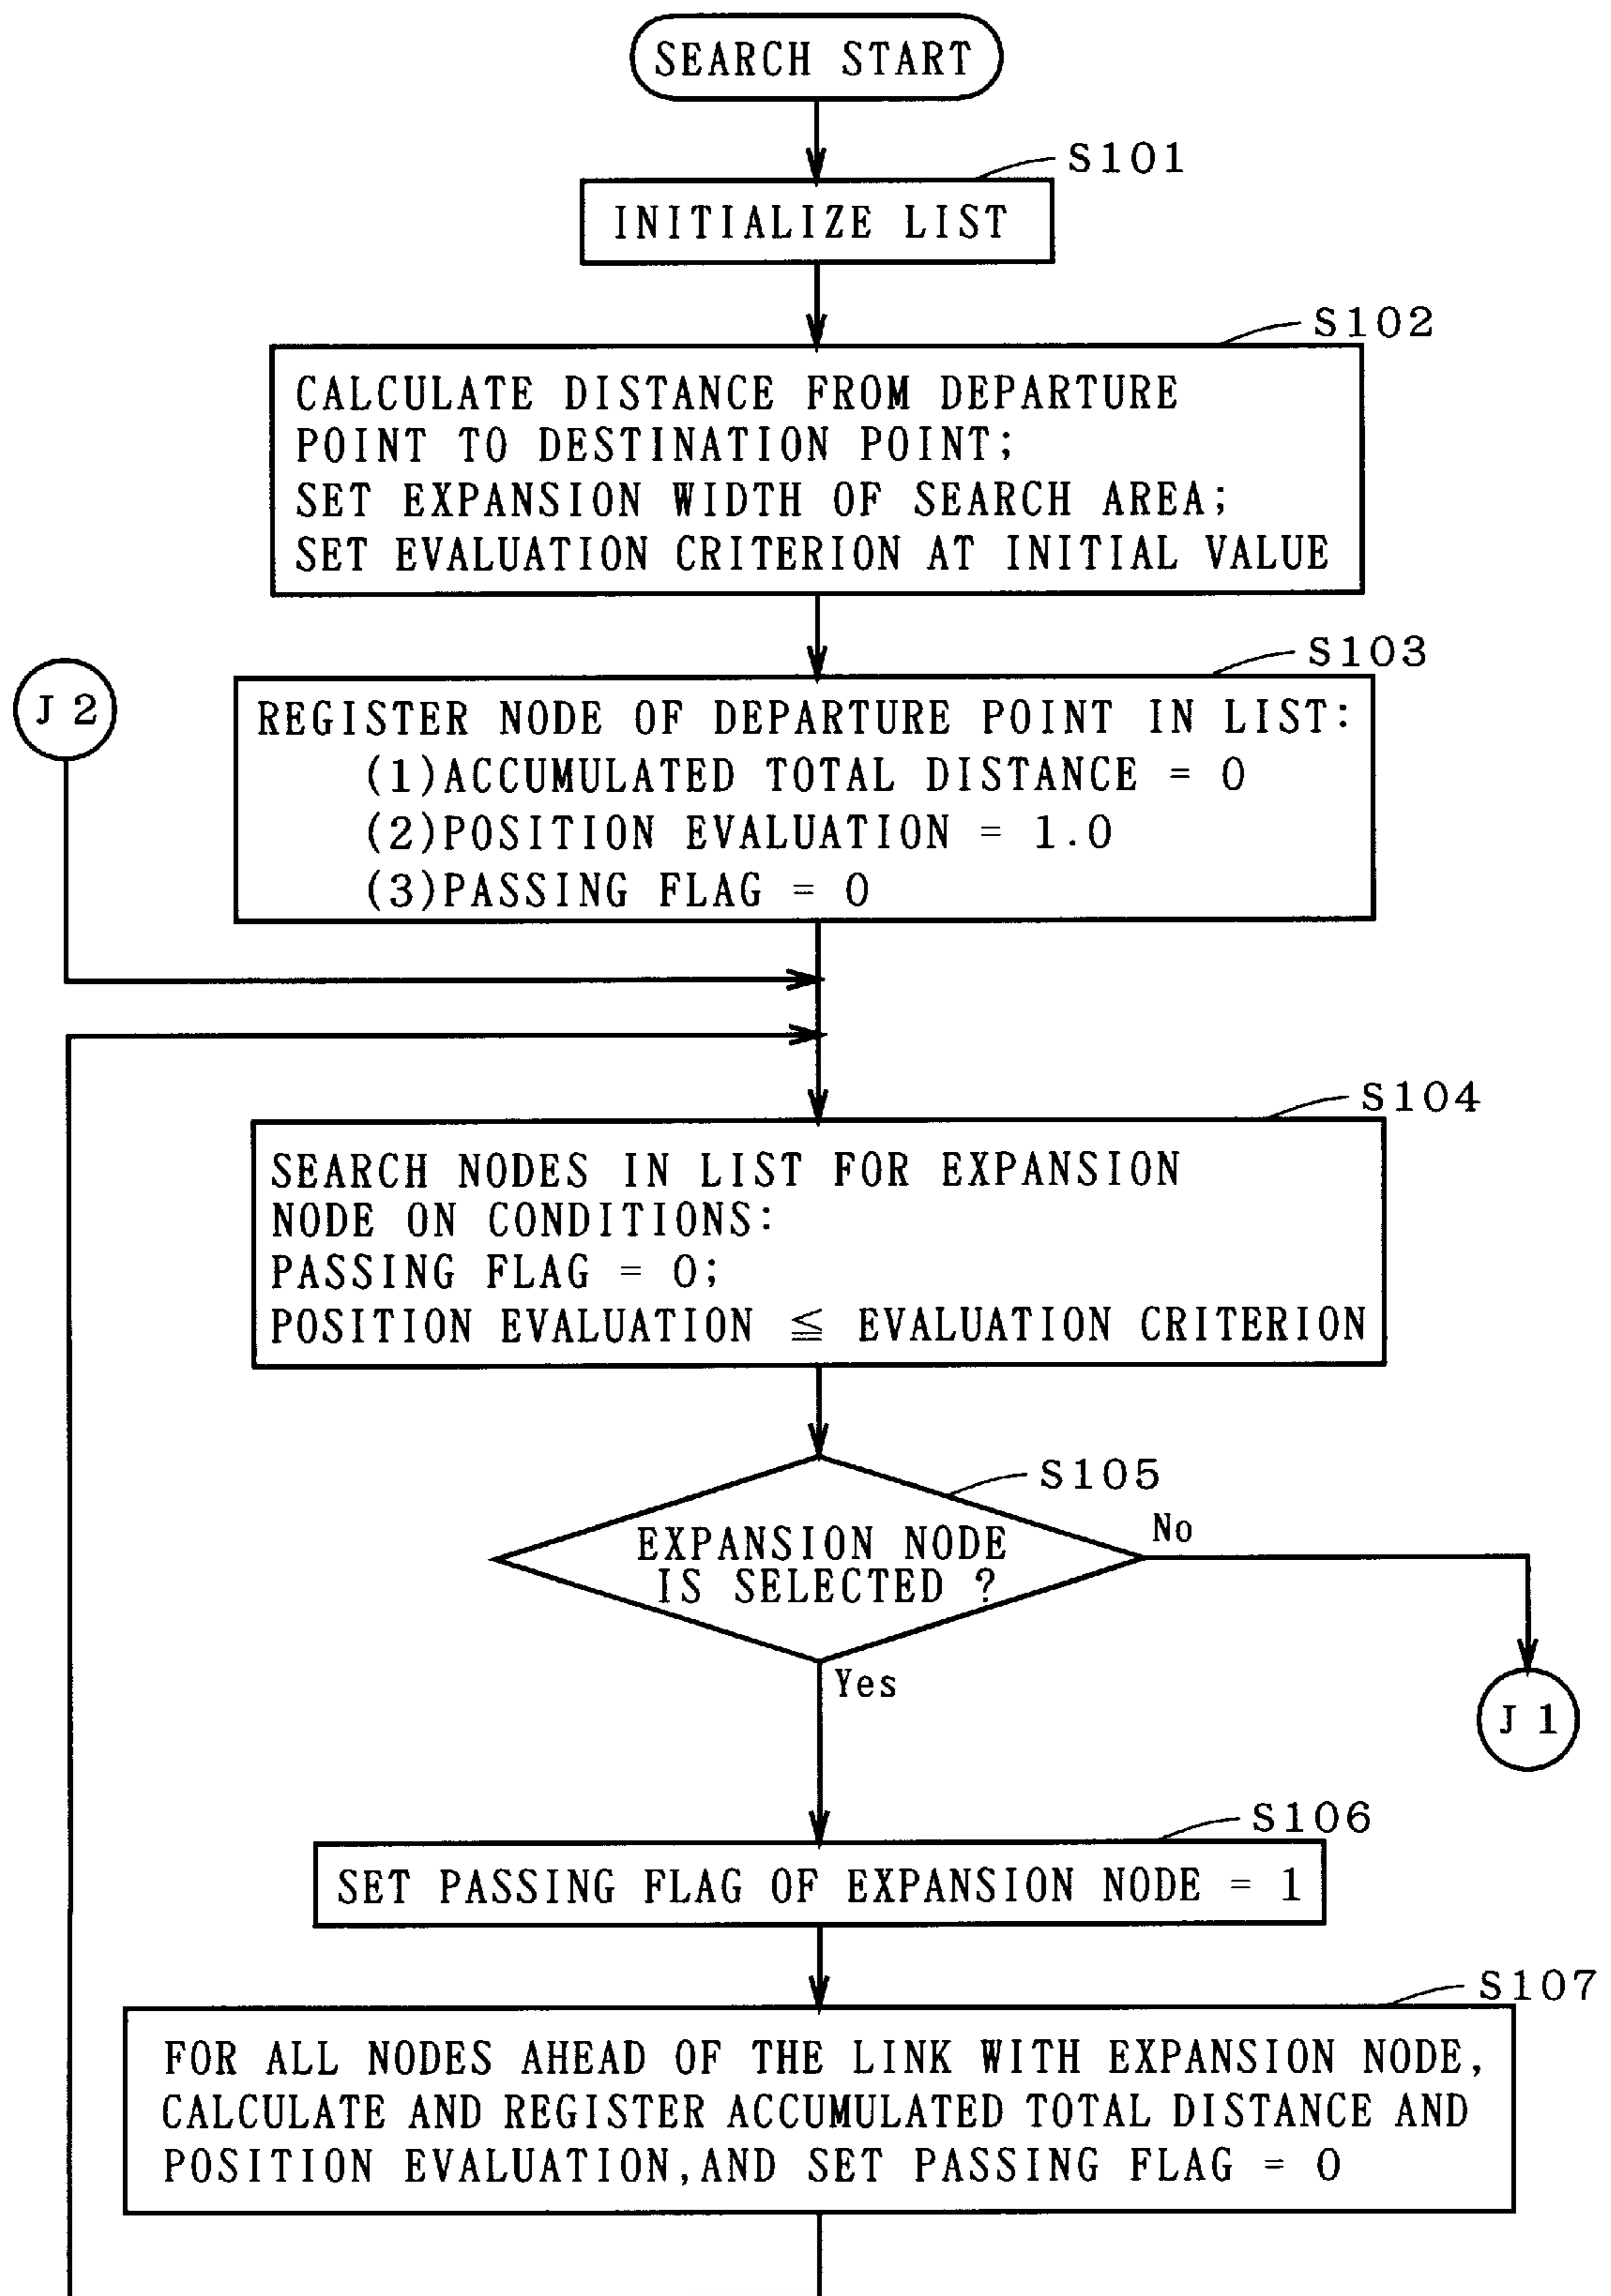 SEARCH START
S101
INITIALIZE LIST
S102
CALCULATE DISTANCE FROM DEPARTURE
POINT TO DESTINATION POINT;
SET EXPANSION WIDTH OF SEARCH AREA;
SET EVALUATION CRITERION AT INITIAL VALUE
S103
J 2
REGISTER NODE OF DEPARTURE POINT IN LIST:
(1)ACCUMULATED TOTAL DISTANCE = 0
(2)POSITION EVALUATION = 1.0
(3)PASSING FLAG = 0
S104
SEARCH NODES IN LIST FOR EXPANSION
NODE ON CONDITIONS:
PASSING FLAG = 0;
POSITION EVALUATION ≦ EVALUATION CRITERION
S105
EXPANSION NODE
IS SELECTED ?
No
Yes
J 1
S106
SET PASSING FLAG OF EXPANSION NODE = 1
S107
FOR ALL NODES AHEAD OF THE LINK WITH EXPANSION NODE,
CALCULATE AND REGISTER ACCUMULATED TOTAL DISTANCE AND
POSITION EVALUATION,AND SET PASSING FLAG = 0